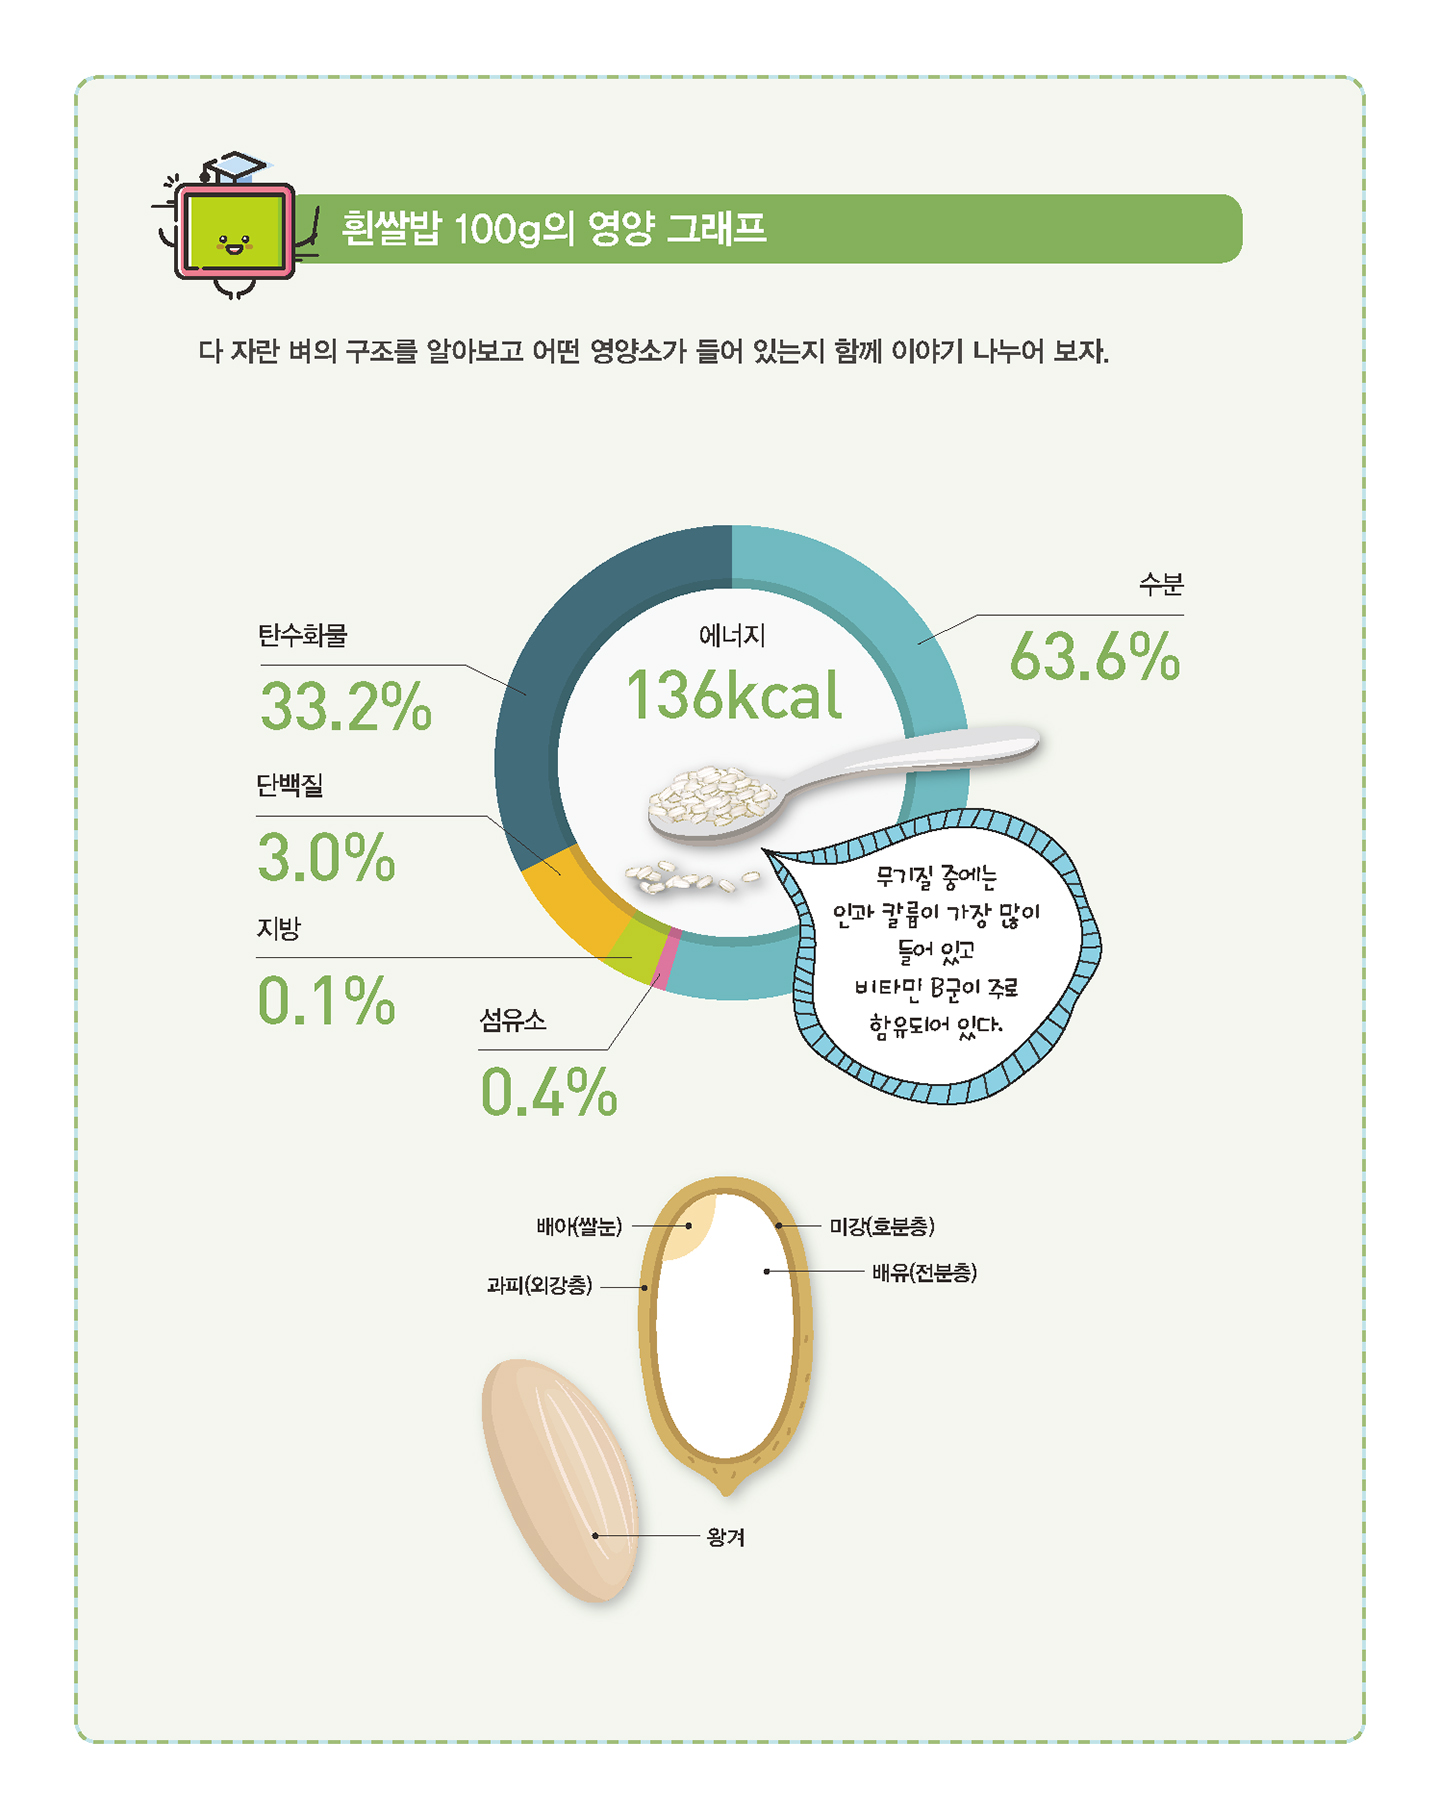 흰쌀밥 100g의 영양 그래프
다 자란 벼의 구조를 알아보고 어떤 영양소가 들어 있는지 함께 이야기 나누어 보자.
수분
63.6%
탄수화물
33.2%
단백질
3.0%
지방
0.1%
섬유소
0.4%
에너지
136kcal
무기질 중에는
인과 칼륨이 가장 많이
들어 있고
비타민 B군이 주로
함유되어 있다.
배아(쌀눈)
미강(호분층)
과피(외강층)
배유(전분층)
왕겨